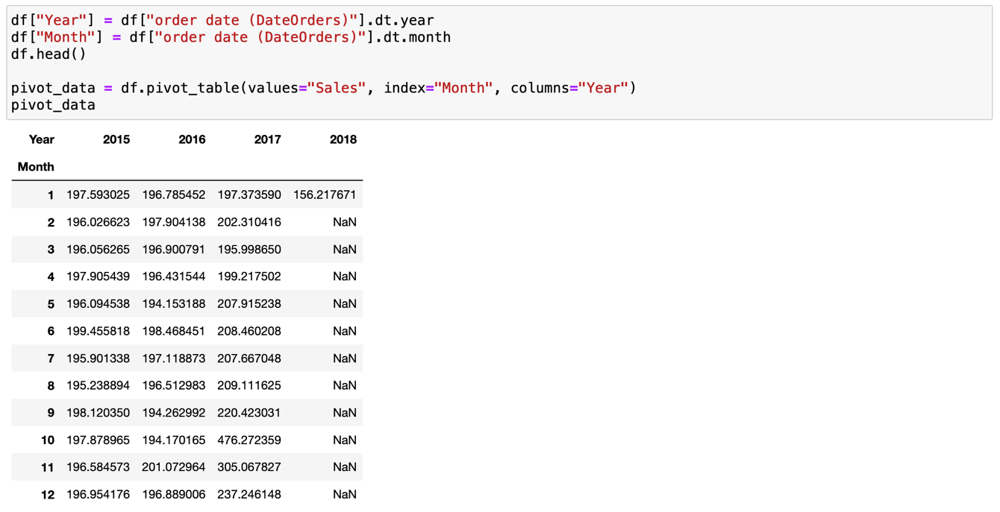 df["Year"] = df["order date (DateOrders)"].dt.year
df["Month"] = df["order date (DateOrders)"].dt.month
df.head()
pivot_data = df.pivot_table(values="Sales", index="Month", columns="Year")
pivot_data
Year 2015 2016 2017 2018
Month
1 197.593025 196.785452 197.373590 156.217671
2 196.026623 197.904138 202.310416 NaN
3 196.056265 196.900791 195.998650 NaN
4 197.905439 196.431544 199.217502 NaN
5 196.094538 194.153188 207.915238 NaN
6 199.455818 198.468451 208.460208 NaN
7 195.901338 197.118873 207.667048 NaN
8 195.238894 196.512983 209.111625 NaN
9 198.120350 194.262992 220.423031 NaN
10 197.878965 194.170165 476.272359 NaN
11 196.584573 201.072964 305.067827 NaN
12 196.954176 196.889006 237.246148 NaN